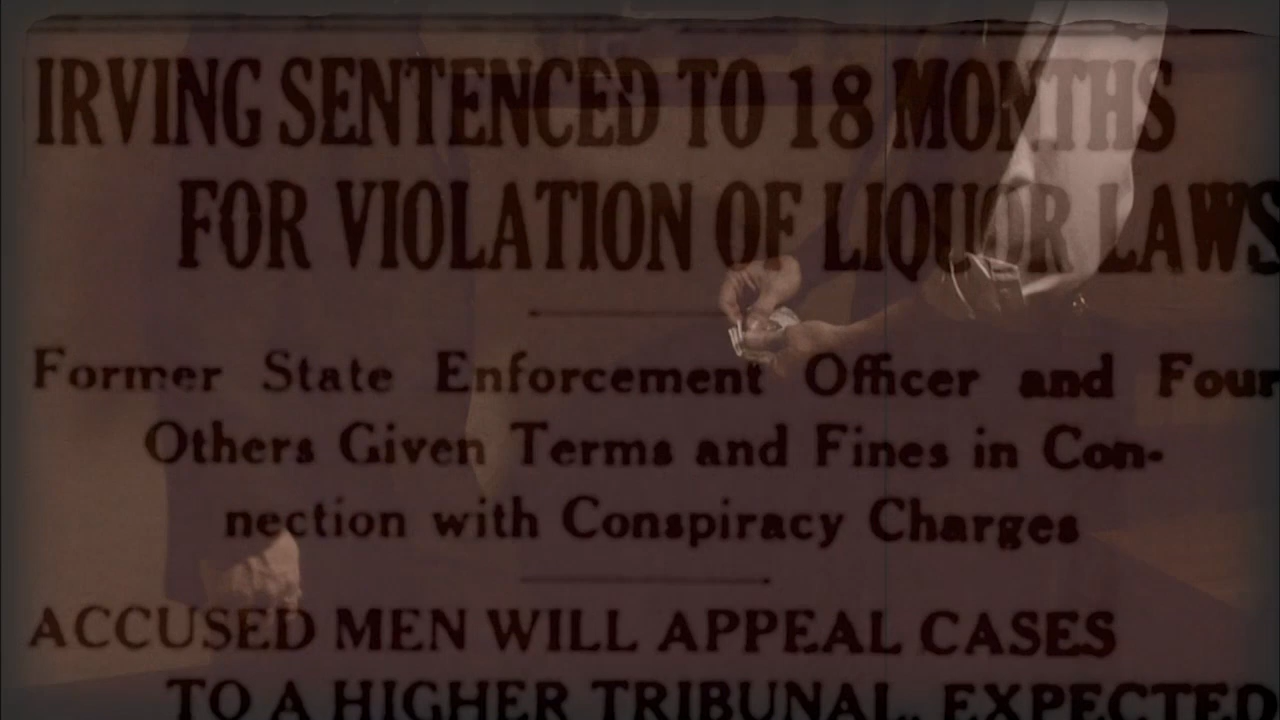 IRVING SENTENCED TO 18 MONTHS
FOR VIOLATION OF LIQUOR LAWS
Former State Enforcement Officer and Four
Others Given Terms and Fines in Con-
nection with Conspiracy Charges
ACCUSED MEN WILL APPEAL CASES
TO A HIGHER TRIBUNAL, EXPECTED